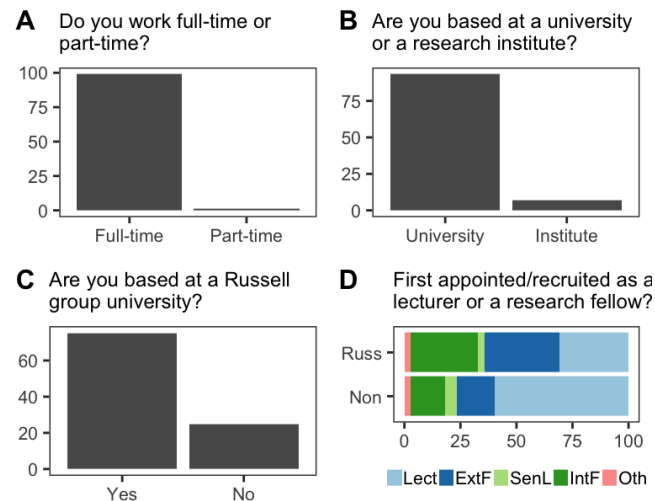 A Do you work full-time or
part-time?
100
75
50
25
0
Full-time Part-time
B Are you based at a university
or a research institute?
75
50
25
0
University Institute
C Are you based at a Russell
group university?
60
40
20
0
Yes No
D First appointed/recruited as a
lecturer or a research fellow?
Russ
Non
0 25 50 75 100
Lect ExtF SenL IntF Oth